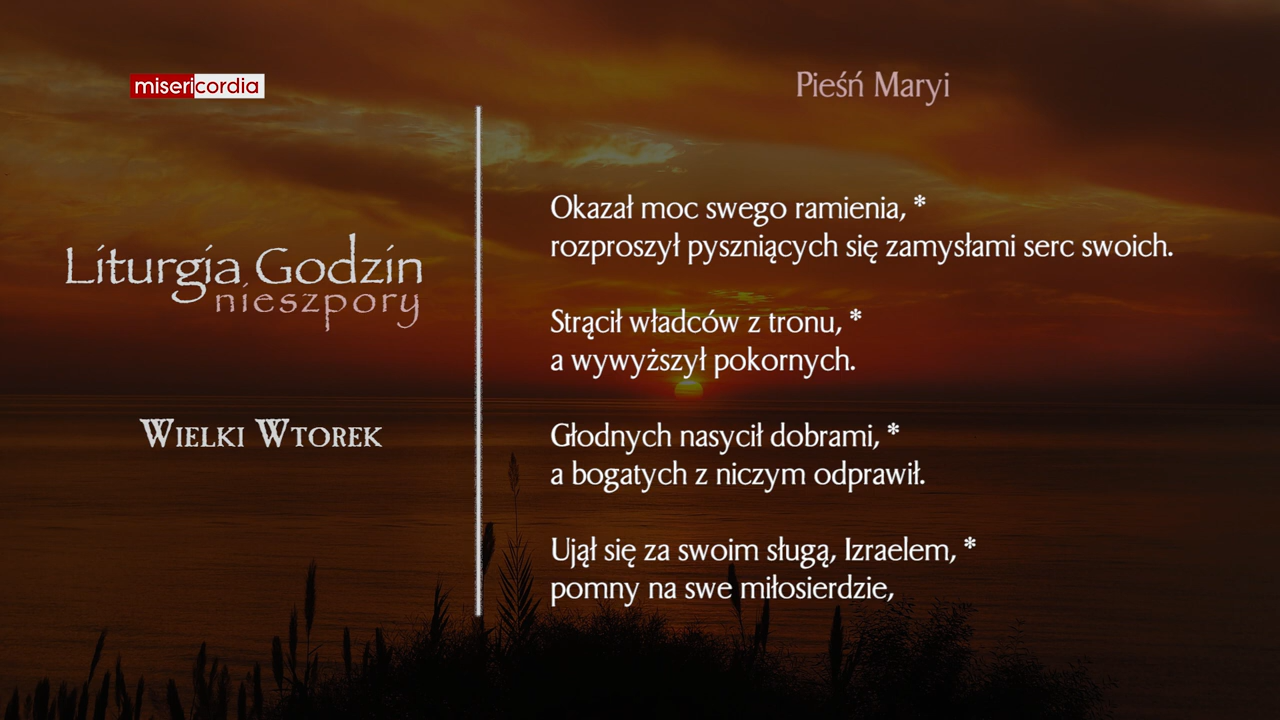 misericordia
Liturgia Godzin
nieszpory
Wielki Wtorek
Pieśń Maryi
Okazał moc swego ramienia, *
rozproszył pyszniących się zamysłami serc swoich.
Strącił władców z tronu, *
a wywyższył pokornych.
Głodnych nasycił dobrami, *
a bogatych z niczym odprawił.
Ujął się za swoim sługą, Izraelem, *
pomny na swe miłosierdzie,